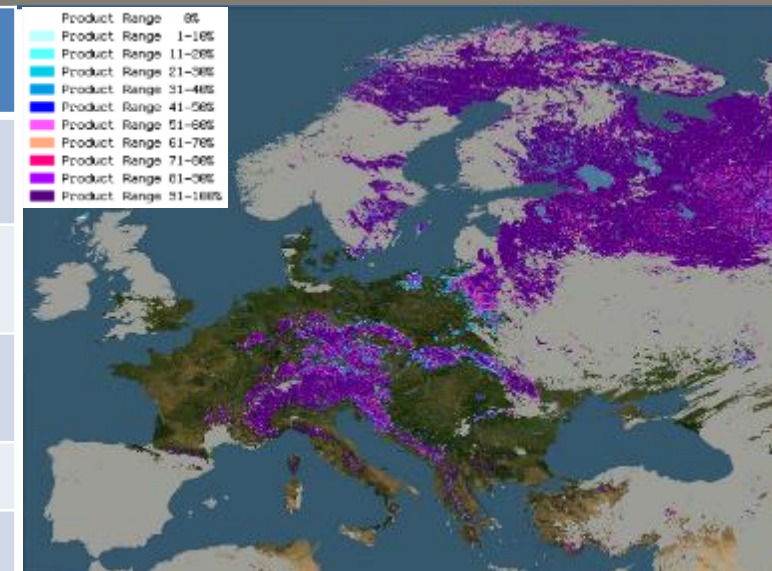 Product Range 0%
Product Range 1-10%
Product Range 11-20%
Product Range 21-30%
Product Range 31-40%
Product Range 41-50%
Product Range 51-60%
Product Range 61-70%
Product Range 71-80%
Product Range 81-90%
Product Range 91-100%